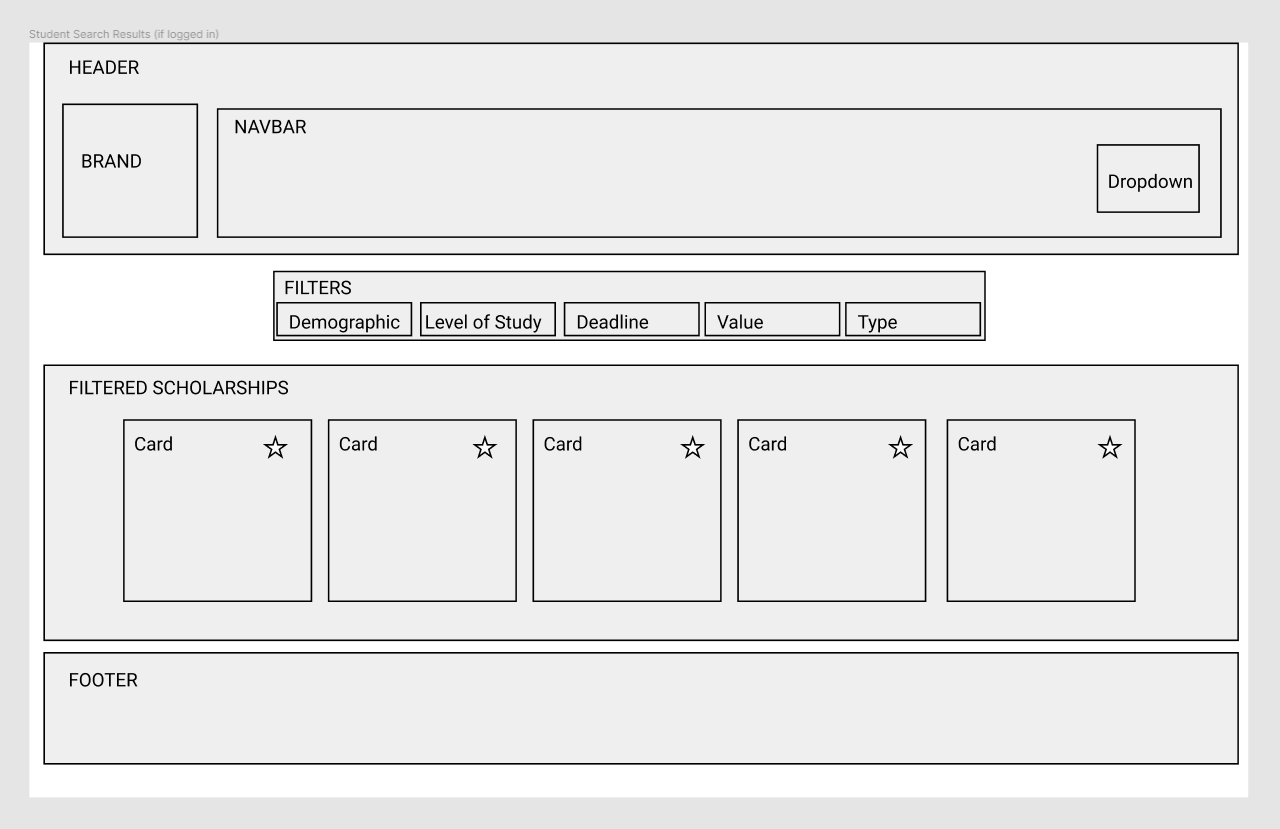 Student Search Results (if logged in)
HEADER
BRAND
NAVBAR
Dropdown
FILTERS
Demographic
Level of Study
Deadline
Value
Type
FILTERED SCHOLARSHIPS
Card
Card
Card
Card
Card
FOOTER